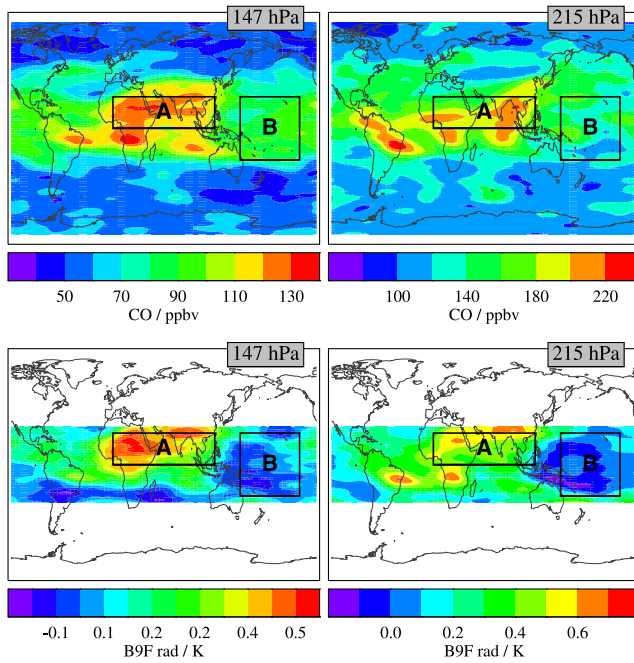 147 hPa
215 hPa
A
B
A
B
50 70 90 110 130
100 140 180 220
CO / ppbv
CO / ppbv
147 hPa
215 hPa
A
B
A
B
-0.1 0.1 0.2 0.2 0.4 0.5
0.0 0.2 0.4 0.6
B9F rad / K
B9F rad / K